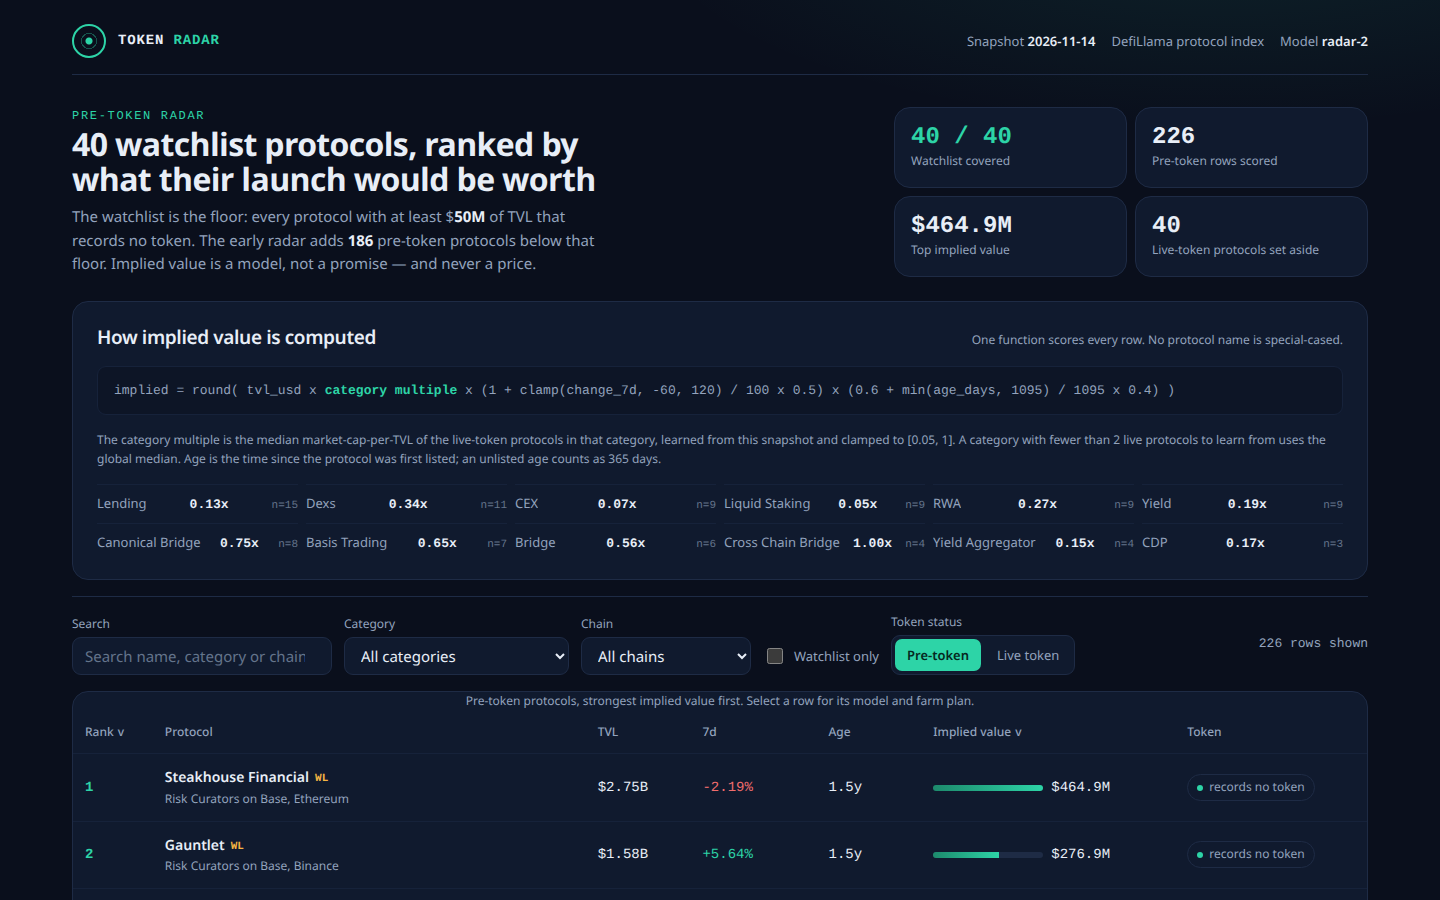 TOKEN RADAR
Snapshot 2026-11-14 DefiLlama protocol index Model radar-2
PRE-TOKEN RADAR
40 watchlist protocols, ranked by
what their launch would be worth
The watchlist is the floor: every protocol with at least $50M of TVL that
records no token. The early radar adds 186 pre-token protocols below that
floor. Implied value is a model, not a promise — and never a price.
40 / 40
Watchlist covered
226
Pre-token rows scored
$464.9M
Top implied value
40
Live-token protocols set aside
How implied value is computed
One function scores every row. No protocol name is special-cased.
implied = round( tvl_usd x category multiple x (1 + clamp(change_7d, -60, 120) / 100 x 0.5) x (0.6 + min(age_days, 1095) / 1095 x 0.4) )
The category multiple is the median market-cap-per-TVL of the live-token protocols in that category, learned from this snapshot and clamped to [0.05, 1]. A category with fewer than 2 live protocols to learn from uses the
global median. Age is the time since the protocol was first listed; an unlisted age counts as 365 days.
Lending 0.13x n=15 Dexs 0.34x n=11 CEX 0.07x n=9 Liquid Staking 0.05x n=9 RWA 0.27x n=9 Yield 0.19x n=9
Canonical Bridge 0.75x n=8 Basis Trading 0.65x n=7 Bridge 0.56x n=6 Cross Chain Bridge 1.00x n=4 Yield Aggregator 0.15x n=4 CDP 0.17x n=3
Search
Search name, category or chain
Category
All categories
Chain
All chains
Watchlist only
Token status
Pre-token Live token
226 rows shown
Pre-token protocols, strongest implied value first. Select a row for its model and farm plan.
Rank v Protocol TVL 7d Age Implied value v Token
1 Steakhouse Financial WL $2.75B -2.19% 1.5y $464.9M records no token
Risk Curators on Base, Ethereum
2 Gauntlet WL $1.58B +5.64% 1.5y $276.9M records no token
Risk Curators on Base, Binance